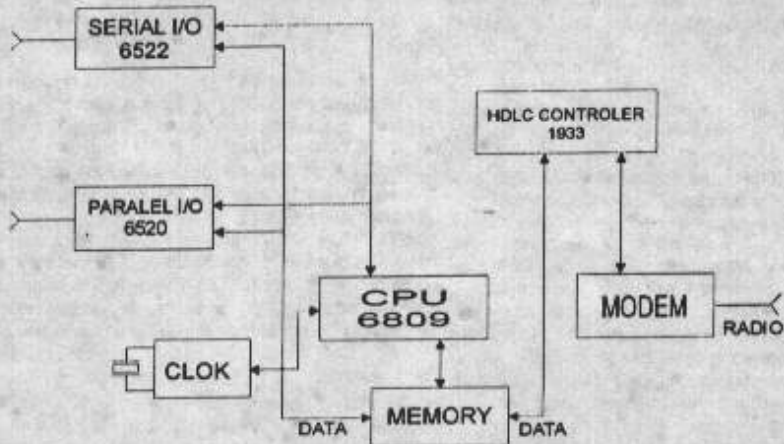 SERIAL I/O
6522
HDLC CONTROLER
1933
PARALEL I/O
6520
CPU
6809
MODEM
RADIO
CLOK
MEMORY
DATA
DATA